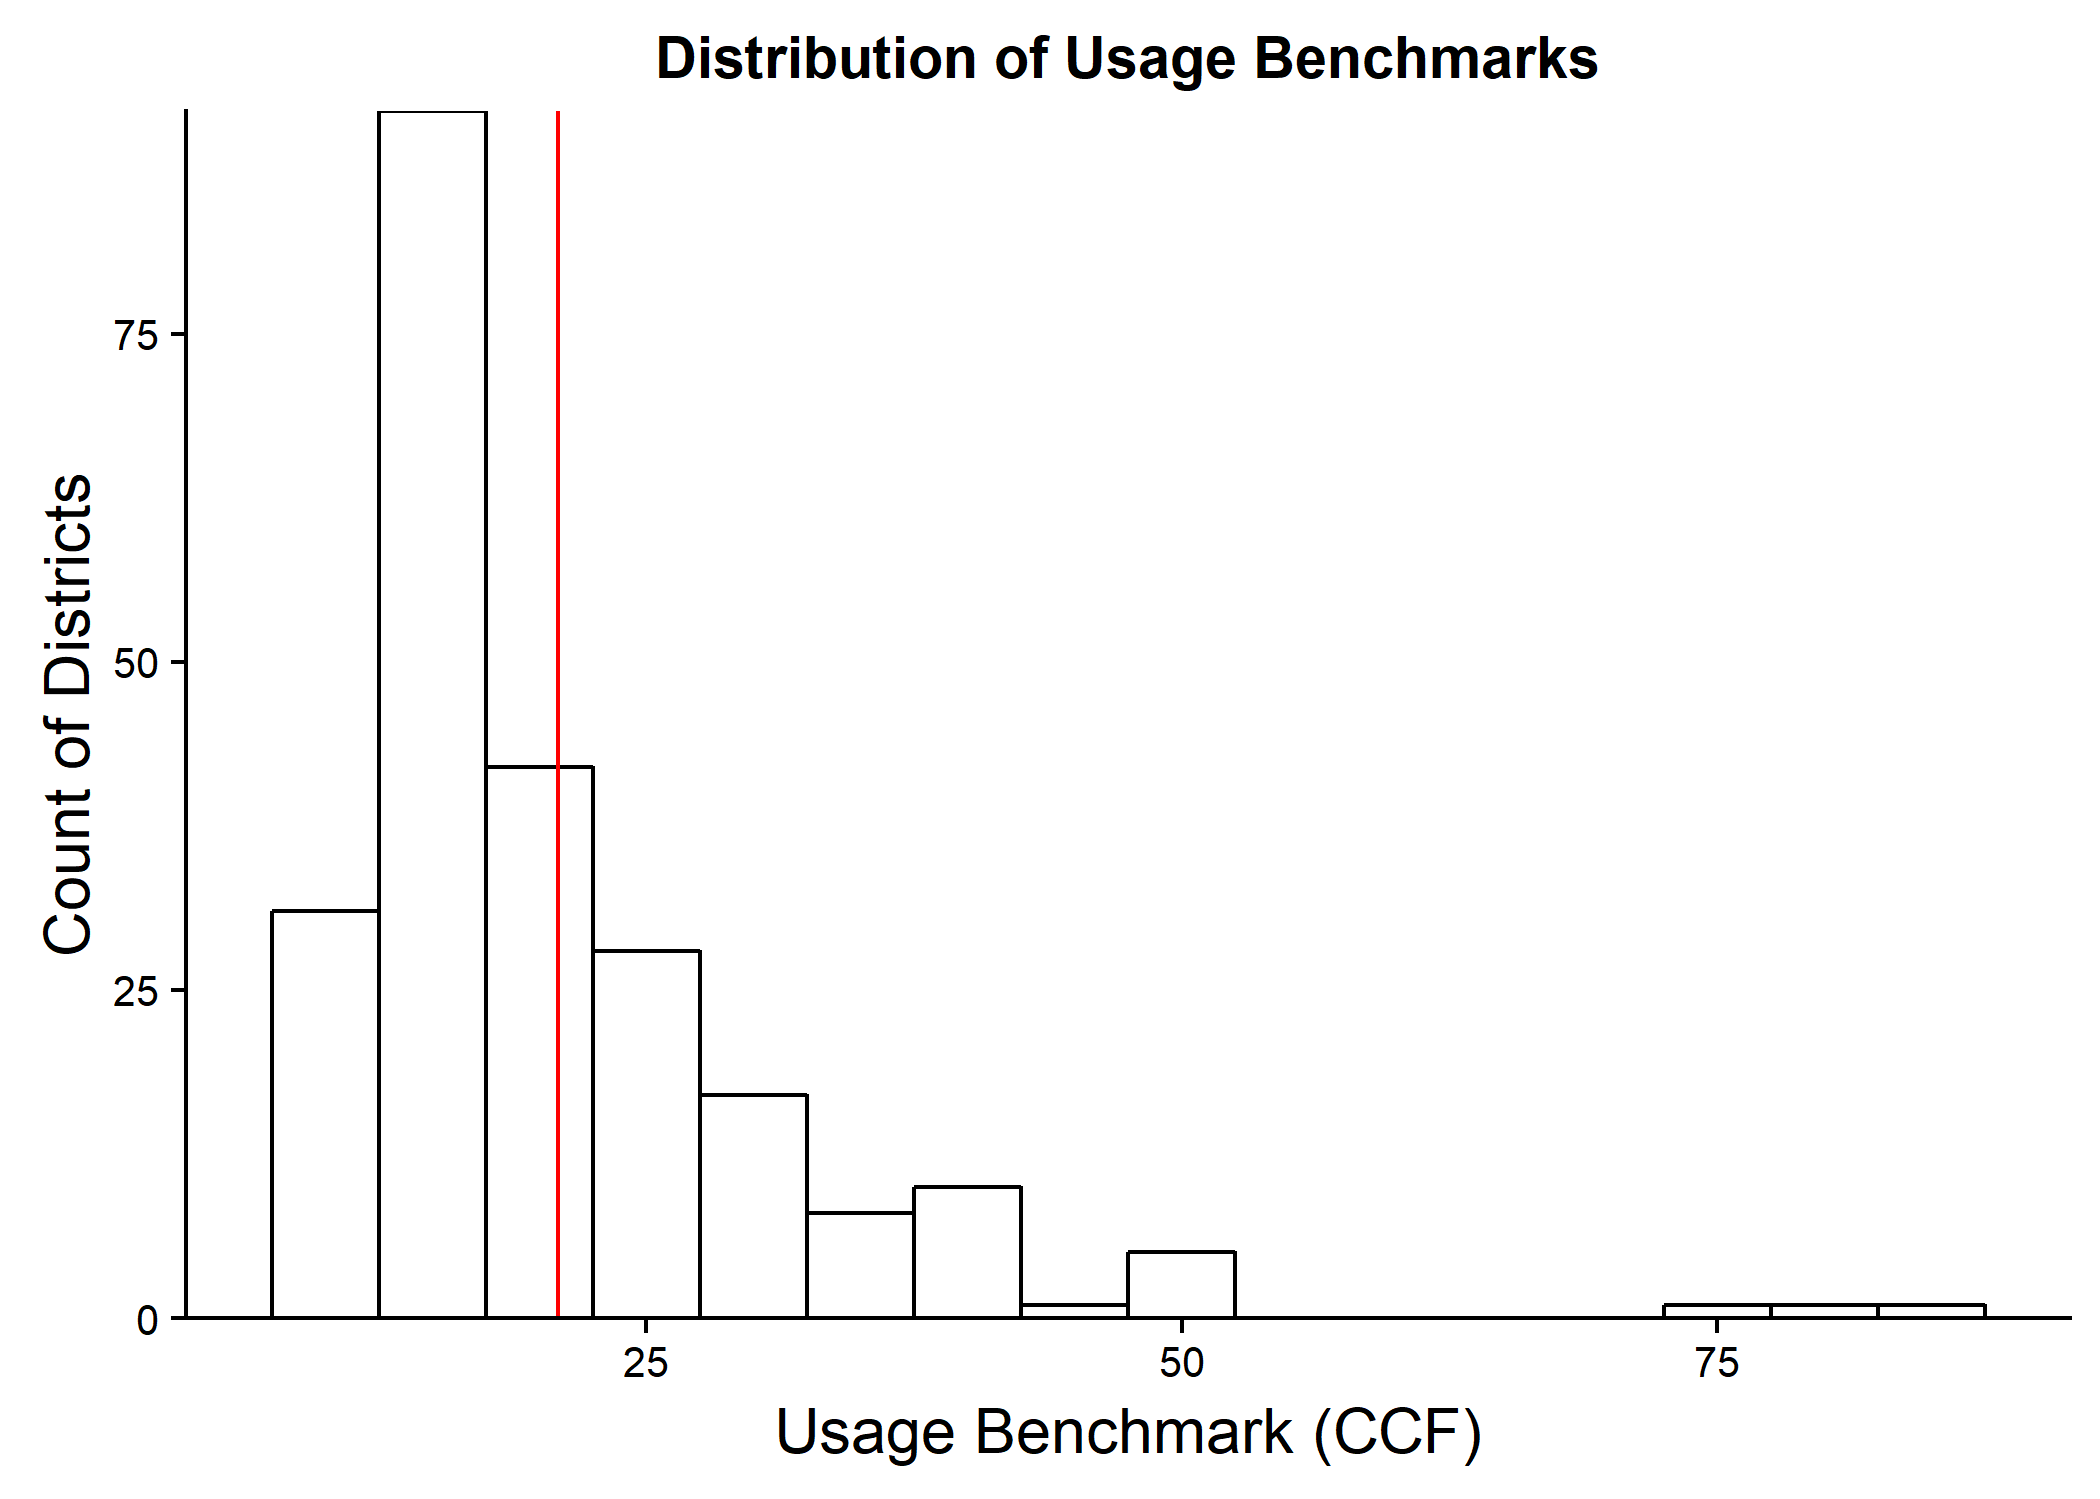 Distribution of Usage Benchmarks
Count of Districts
75
50
25
0
25 50 75
Usage Benchmark (CCF)